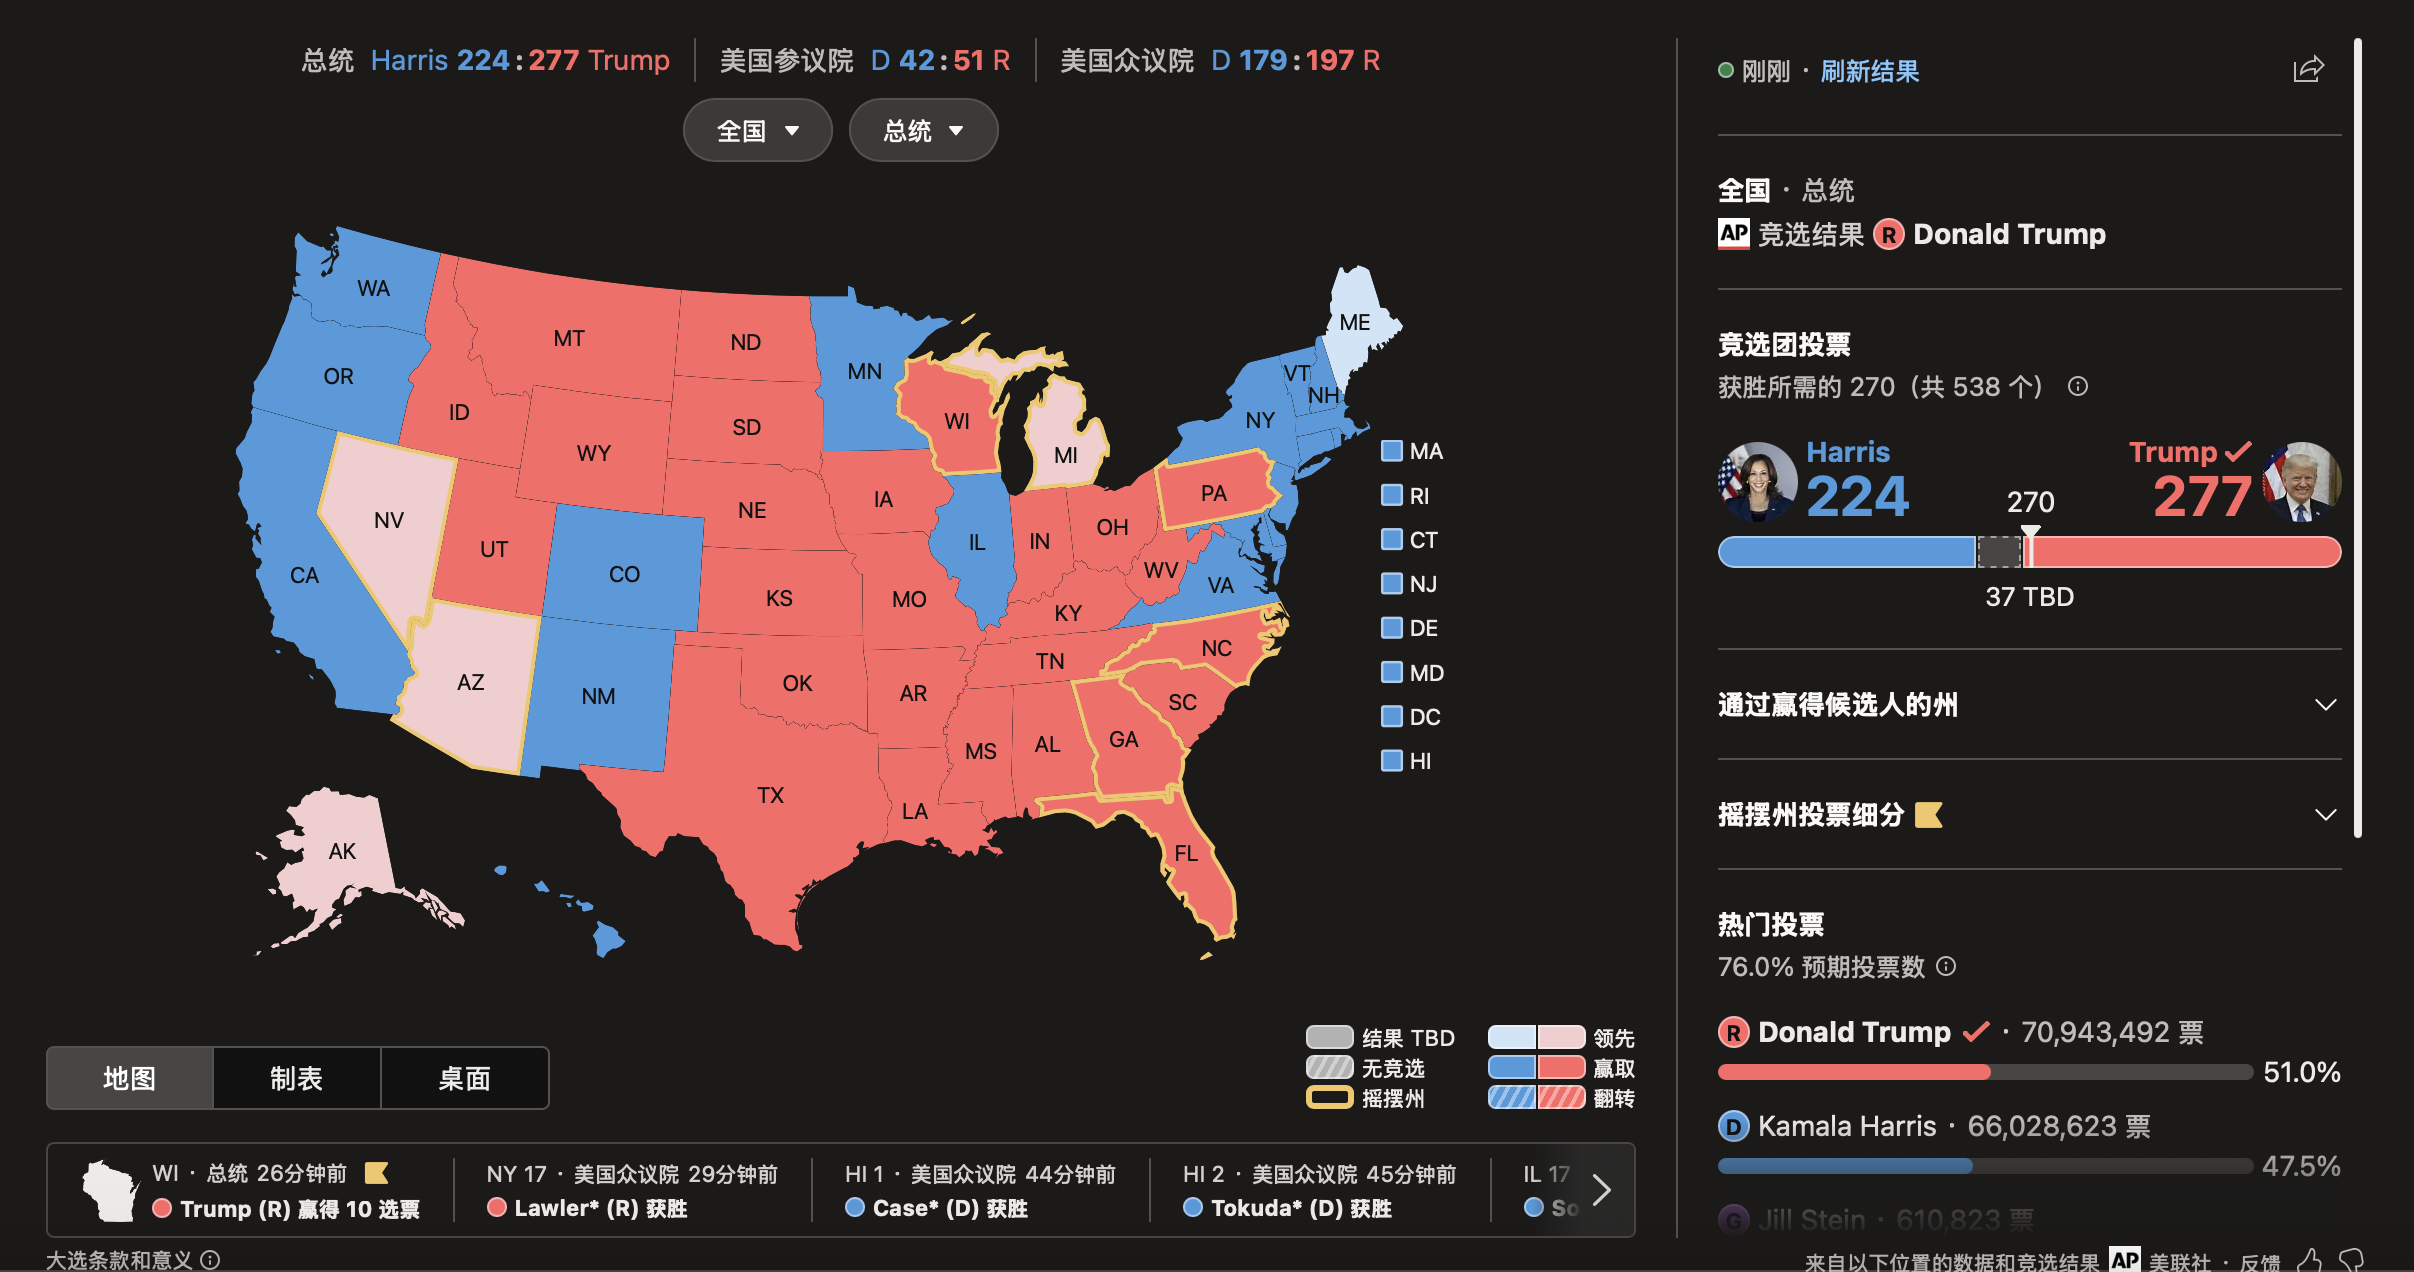 总统 Harris 224:277 Trump
美国参议院 D 42:51 R
美国众议院 D 179:197 R
全国
总统
WA
OR
CA
NV
ID
MT
WY
UT
AZ
CO
NM
ND
SD
NE
KS
OK
TX
MN
IA
MO
AR
LA
WI
IL
MI
IN
OH
KY
TN
MS
AL
GA
FL
SC
NC
VA
WV
PA
NY
VT
NH
ME
AK
MA
RI
CT
NJ
DE
MD
DC
HI
结果 TBD
无竞选
摇摆州
领先
赢取
翻转
地图
制表
桌面
WI · 总统 26分钟前
Trump (R) 赢得 10 选票
NY 17 · 美国众议院 29分钟前
Lawler* (R) 获胜
HI 1 · 美国众议院 44分钟前
Case* (D) 获胜
HI 2 · 美国众议院 45分钟前
Tokuda* (D) 获胜
IL 17
So
大选条款和意义
刚刚 · 刷新结果
全国 · 总统
AP 竞选结果 R Donald Trump
竞选团投票
获胜所需的 270（共 538 个）
Harris
224
Trump
277
270
37 TBD
通过赢得候选人的州
摇摆州投票细分
热门投票
76.0% 预期投票数
R Donald Trump · 70,943,492 票
51.0%
D Kamala Harris · 66,028,623 票
47.5%
G Jill Stein · 610,823 票
来自以下位置的数据和竞选结果 AP 美联社 · 反馈